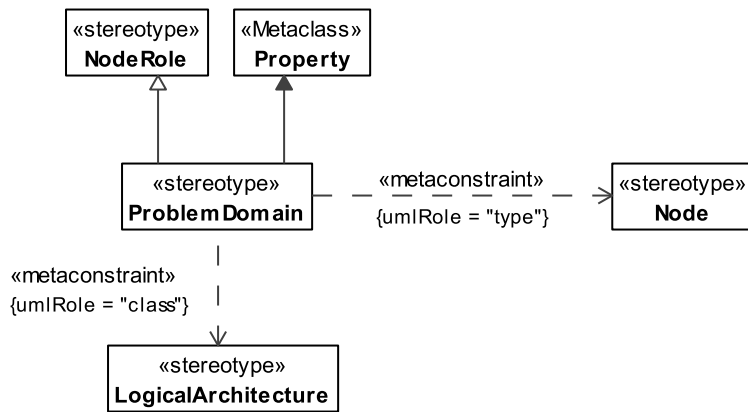 «stereotype»
NodeRole
«Metaclass»
Property
«stereotype»
ProblemDomain
«metaconstraint»
{umlRole = "type"}
«stereotype»
Node
«metaconstraint»
{umlRole = "class"}
«stereotype»
LogicalArchitecture